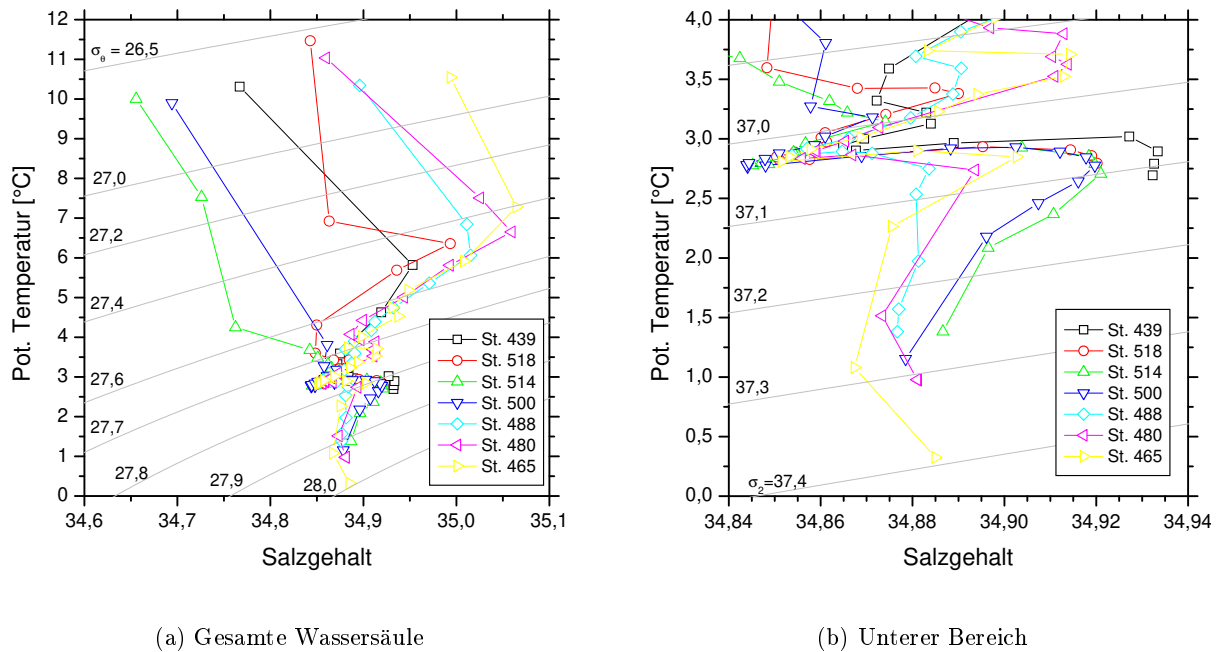 12
11
10
9
8
7
6
5
4
3
2
1
0
Pot. Temperatur [°C]
σθ = 26,5
27,0
27,2
27,4
27,6
27,7
27,8
27,9
28,0
St. 439
St. 518
St. 514
St. 500
St. 488
St. 480
St. 465
34,6 34,7 34,8 34,9 35,0 35,1
Salzgehalt
(a) Gesamte Wassersäule
4,0
3,5
3,0
2,5
2,0
1,5
1,0
0,5
0,0
Pot. Temperatur [°C]
37,0
37,1
37,2
37,3
σ2=37,4
St. 439
St. 518
St. 514
St. 500
St. 488
St. 480
St. 465
34,84 34,86 34,88 34,90 34,92 34,94
Salzgehalt
(b) Unterer Bereich